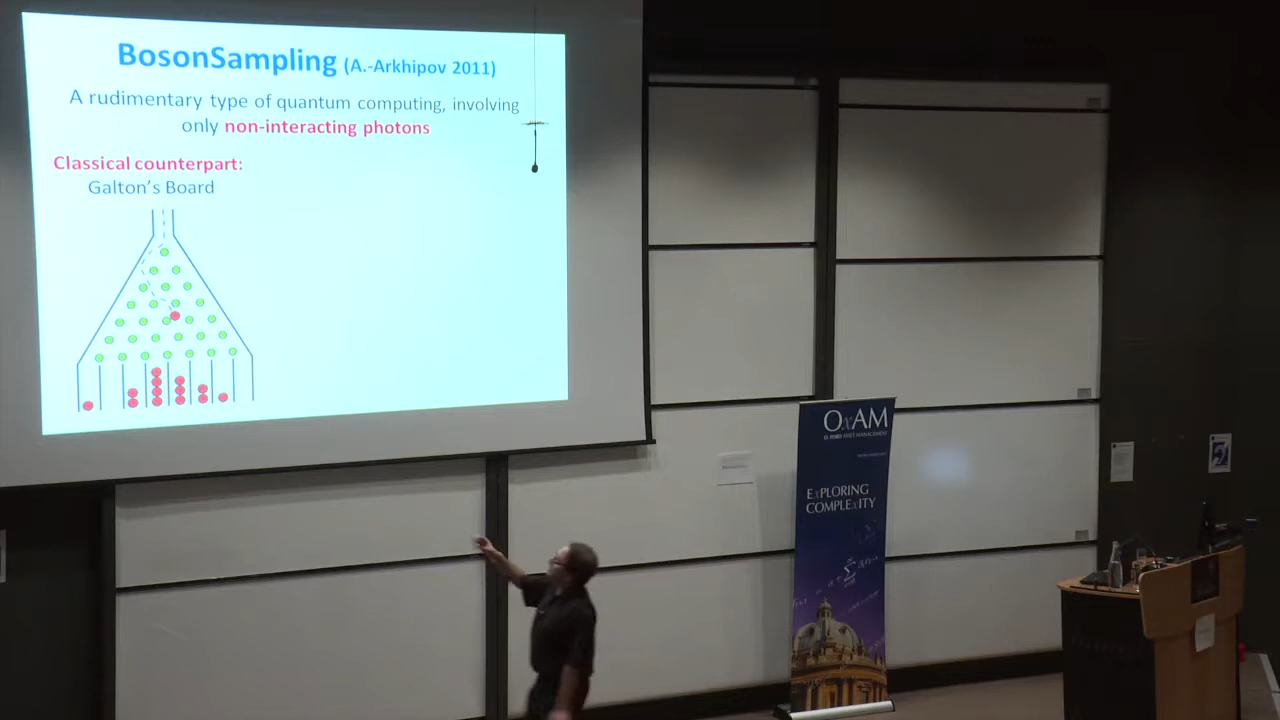 BosonSampling (A.-Arkhipov 2011)
A rudimentary type of quantum computing, involving
only non-interacting photons
Classical counterpart:
Galton's Board
OxAM
EXPLORING
COMPLEXITY